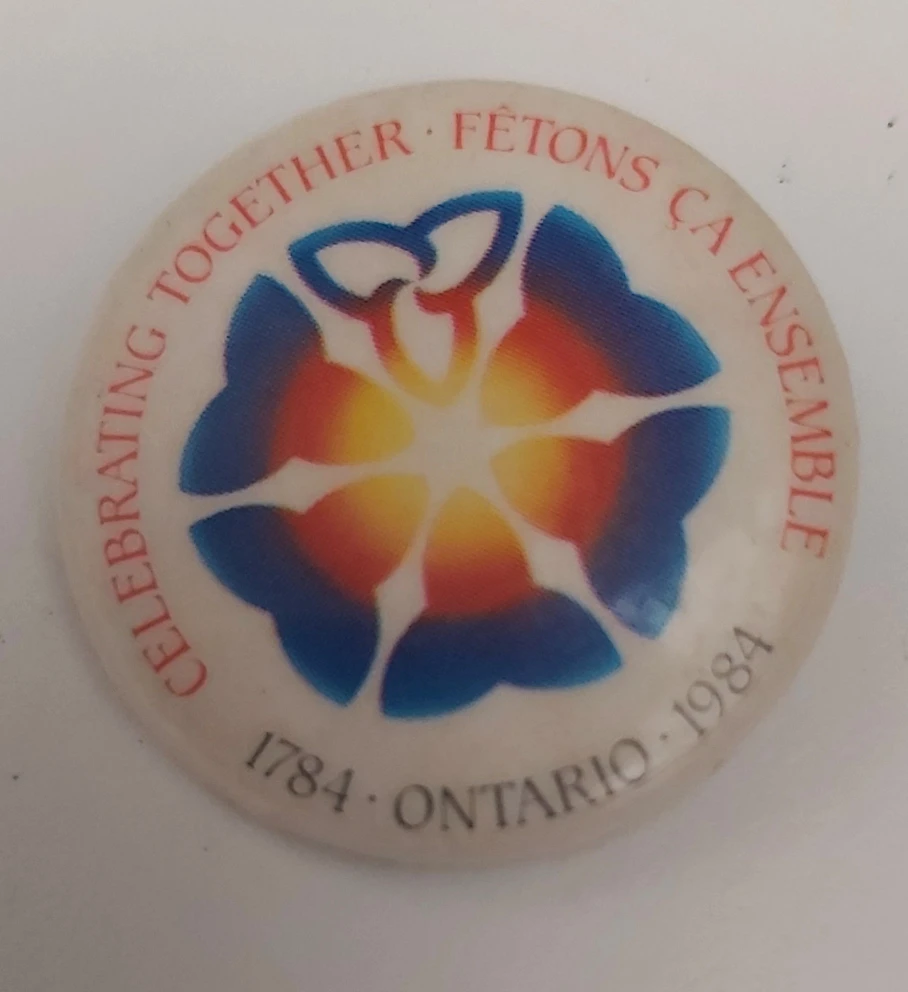 CELEBRATING TOGETHER · FÊTONS ÇA ENSEMBLE
1784 · ONTARIO · 1984